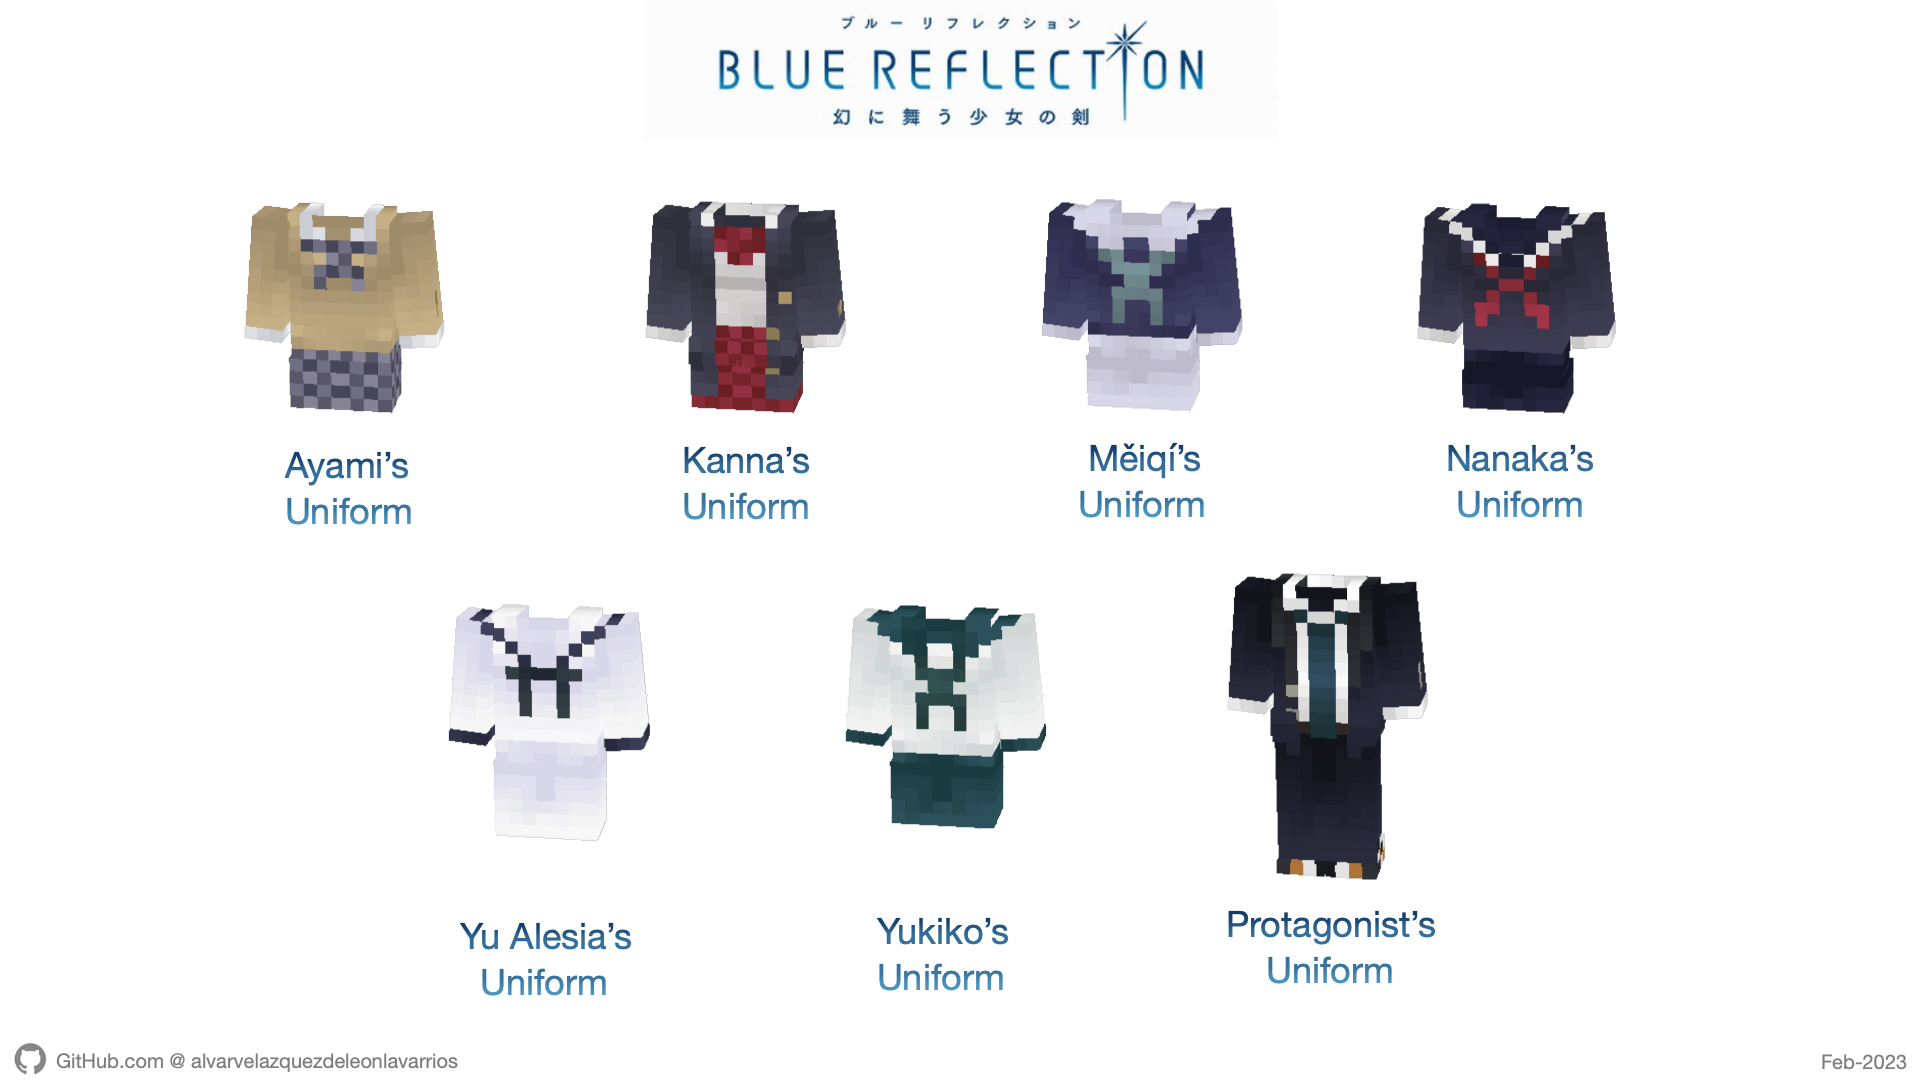 ブルーリフレクション
BLUE REFLECTION
幻に舞う少女の剣
Ayami’s
Uniform
Kanna’s
Uniform
Měiqí’s
Uniform
Nanaka’s
Uniform
Yu Alesia’s
Uniform
Yukiko’s
Uniform
Protagonist’s
Uniform
GitHub.com @ alvarvelazquezdeleonlavarrios
Feb-2023